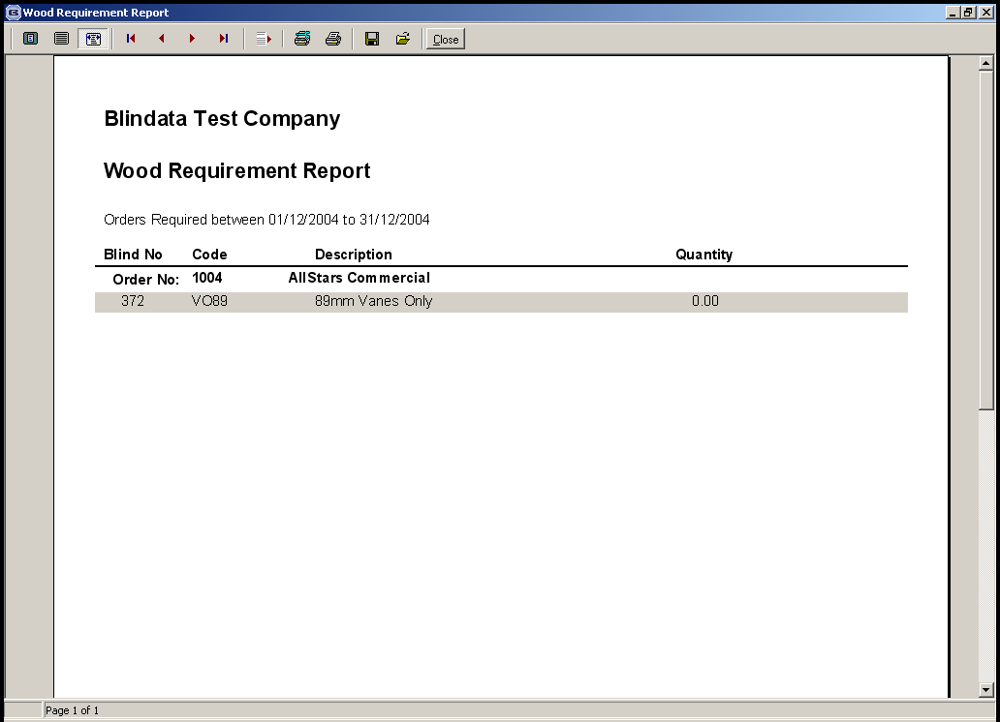 Wood Requirement Report
Close
Blindata Test Company
Wood Requirement Report
Orders Required between 01/12/2004 to 31/12/2004
Blind No Code Description Quantity
Order No: 1004 AllStars Commercial
372 VO89 89mm Vanes Only 0.00
Page 1 of 1